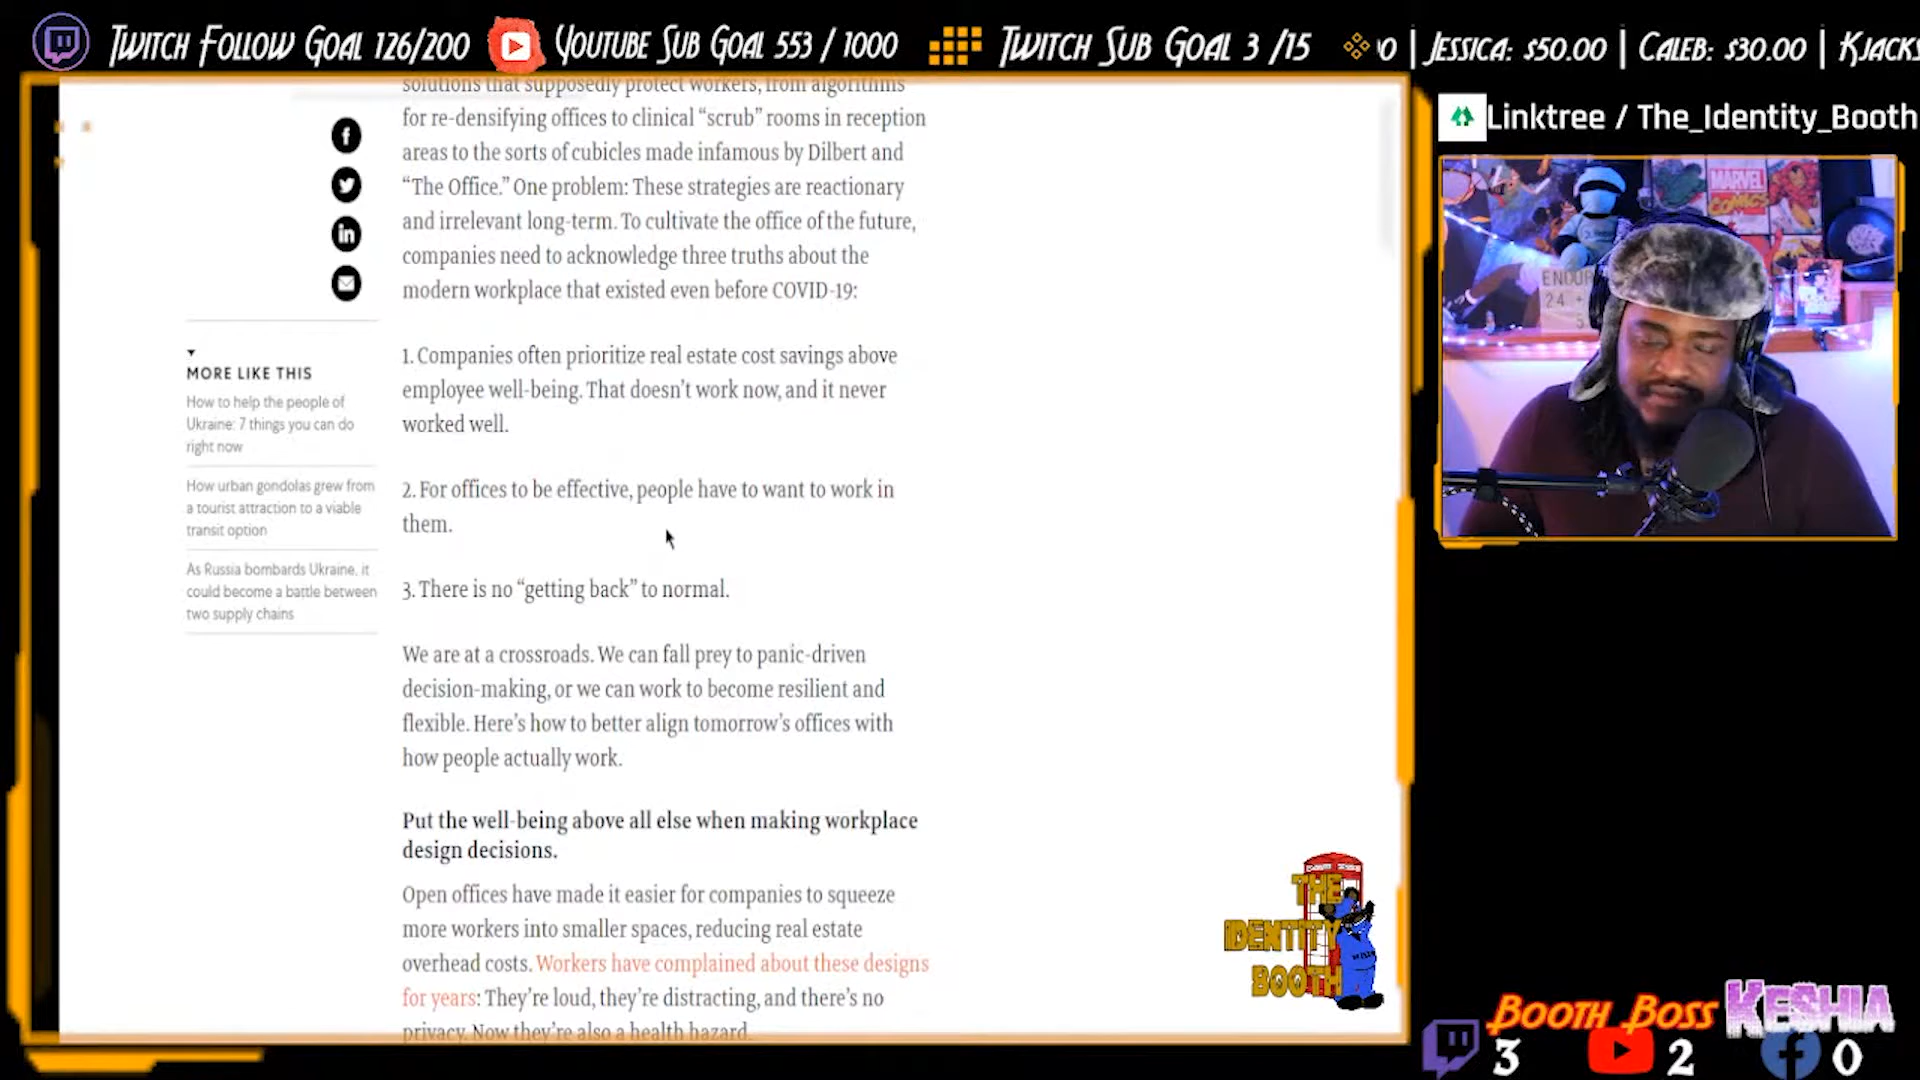 TWITCH FOLLOW GOAL 126/200
YOUTUBE SUB GOAL 553 / 1000
TWITCH SUB GOAL 3 /15
0 | JESSICA: $50.00 | CALEB: $30.00 | KJACKS
Linktree / The_Identity_Booth
solutions that supposedly protect workers, from algorithms
for re-densifying offices to clinical “scrub” rooms in reception
areas to the sorts of cubicles made infamous by Dilbert and
“The Office.” One problem: These strategies are reactionary
and irrelevant long-term. To cultivate the office of the future,
companies need to acknowledge three truths about the
modern workplace that existed even before COVID-19:
1. Companies often prioritize real estate cost savings above
employee well-being. That doesn’t work now, and it never
worked well.
2. For offices to be effective, people have to want to work in
them.
3. There is no “getting back” to normal.
We are at a crossroads. We can fall prey to panic-driven
decision-making, or we can work to become resilient and
flexible. Here’s how to better align tomorrow’s offices with
how people actually work.
Put the well-being above all else when making workplace
design decisions.
Open offices have made it easier for companies to squeeze
more workers into smaller spaces, reducing real estate
overhead costs. Workers have complained about these designs
for years: They’re loud, they’re distracting, and there’s no
privacy. Now they’re also a health hazard.
MORE LIKE THIS
How to help the people of
Ukraine: 7 things you can do
right now
How urban gondolas grew from
a tourist attraction to a viable
transit option
As Russia bombards Ukraine, it
could become a battle between
two supply chains
MARVEL
COMICS
ENDUR
24 +
5
THE
IDENTITY
BOOTH
BOOTH BOSS KESHIA
3
2
0